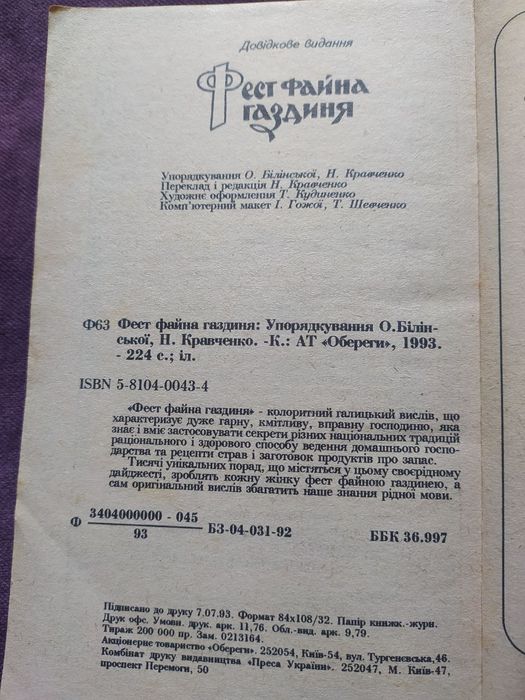 Довідкове видання
Фест файна
газдиня
Упорядкування О. Білінської, Н. Кравченко
Переклад і редакція Н. Кравченко
Художнє оформлення Т. Кудиненко
Комп'ютерний макет І. Гожої, Т. Шевченко
Ф63 Фест файна газдиня: Упорядкування О.Білін-
ської, Н. Кравченко. -К.: АТ «Обереги», 1993.
- 224 с.; іл.
ISBN 5-8104-0043-4
«Фест файна газдиня» - колоритний галицький вислів, що
характеризує дуже гарну, кмітливу, вправну господиню, яка
знає і вміє застосовувати секрети різних національних традицій
раціонального і здорового способу ведення домашнього госпо-
дарства та рецепти страв і заготовок продуктів про запас.
Тисячі унікальних порад, що містяться у цьому своєрідному
дайджесті, зроблять кожну жінку фест файною газдинею, а
сам оригінальний вислів збагатить наше знання рідної мови.
Ф 3404000000 - 045 БЗ-04-031-92 ББК 36.997
93
Підписано до друку 7.07.93. Формат 84х108/32. Папір книжк.-журн.
Друк офс. Умовн. друк. арк. 11,76. Обл.-вид. арк. 9,79.
Тираж 200 000 пр. Зам. 0213164.
Акціонерне товариство «Обереги». 252054, Київ-54, вул. Тургенєвська,46.
Комбінат друку видавництва «Преса України». 252047, М. Київ-47,
проспект Перемоги, 50